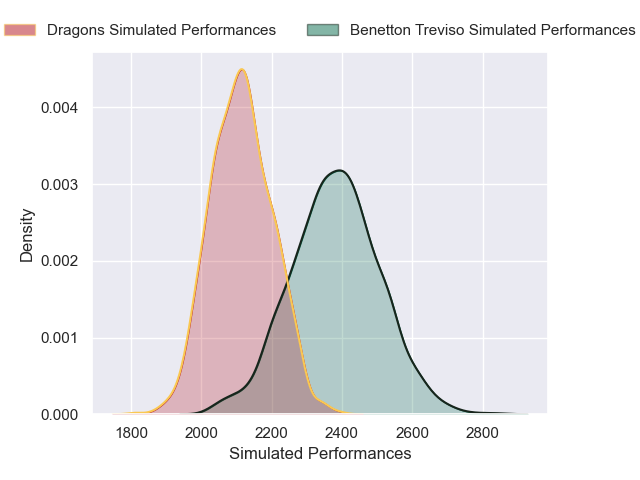 Dragons Simulated Performances
Benetton Treviso Simulated Performances
0.004
0.003
0.002
0.001
0.000
Density
1800
2000
2200
2400
2600
2800
Simulated Performances